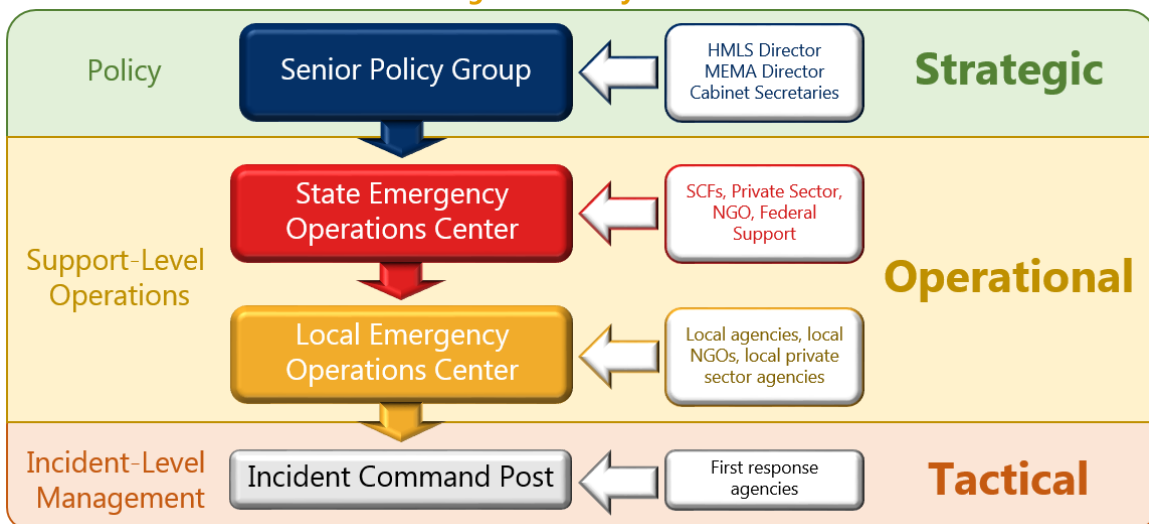 Policy
Senior Policy Group
HMLS Director
MEMA Director
Cabinet Secretaries
Strategic
Support-Level
Operations
State Emergency
Operations Center
SCFs, Private Sector,
NGO, Federal
Support
Operational
Local Emergency
Operations Center
Local agencies, local
NGOs, local private
sector agencies
Incident-Level
Management
Incident Command Post
First response
agencies
Tactical